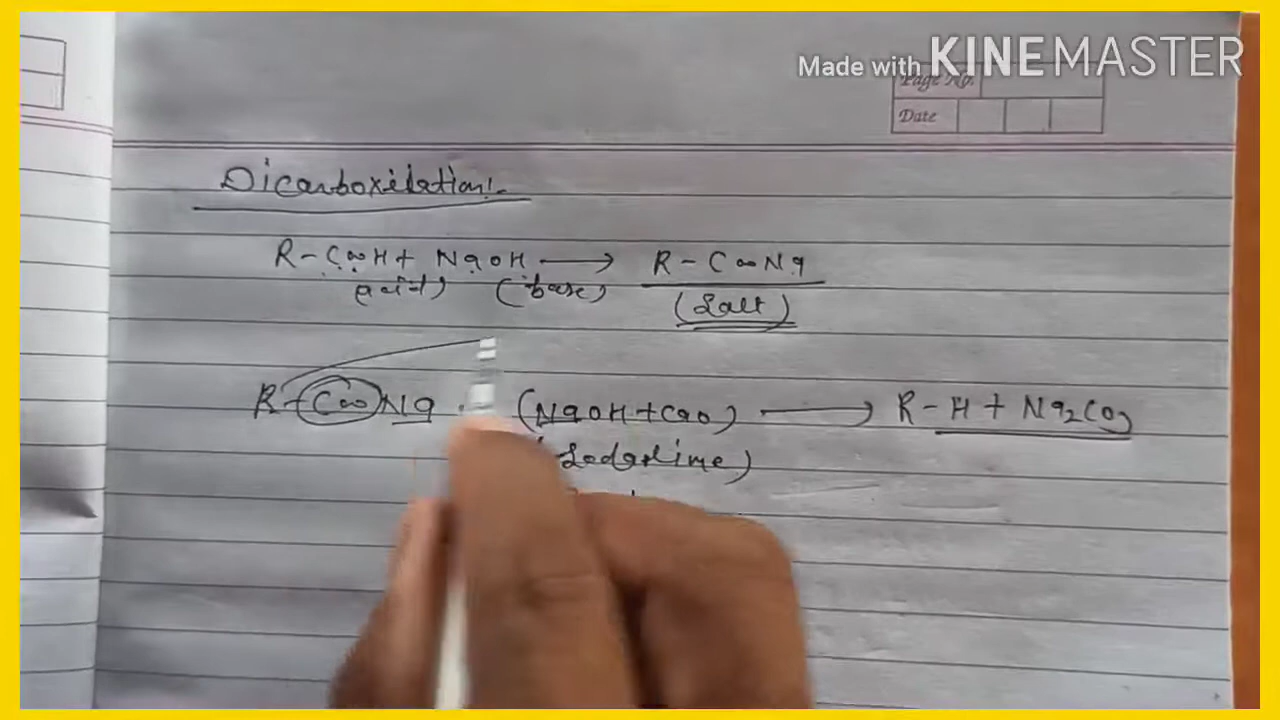 Made with KINEMASTER
Page No.
Date
Dicarboxilation:-
R-COOH + NaOH → R-COONa
(acid) (base) (Salt)
R-COONa (NaOH+CaO) → R-H + Na2CO3
(Sodalime)